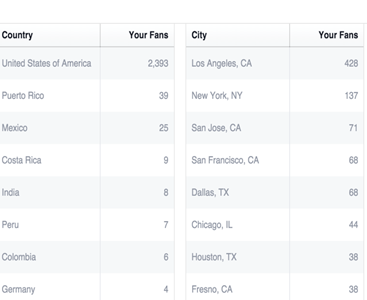 Country Your Fans City Your Fans
United States of America 2,393 Los Angeles, CA 428
Puerto Rico 39 New York, NY 137
Mexico 25 San Jose, CA 71
Costa Rica 9 San Francisco, CA 68
India 8 Dallas, TX 68
Peru 7 Chicago, IL 44
Colombia 6 Houston, TX 38
Germany 4 Fresno, CA 38